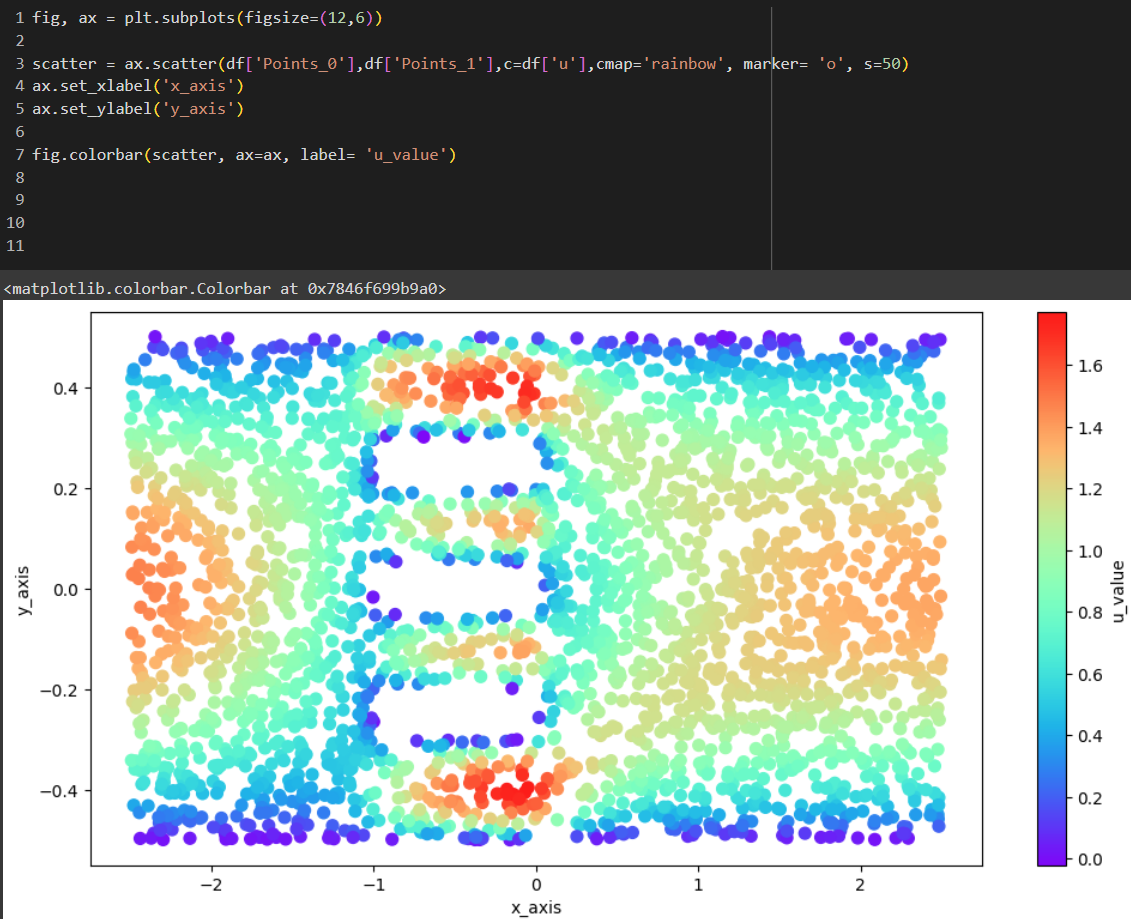 1 fig, ax = plt.subplots(figsize=(12,6))
2
3 scatter = ax.scatter(df['Points_0'],df['Points_1'],c=df['u'],cmap='rainbow', marker= 'o', s=50)
4 ax.set_xlabel('x_axis')
5 ax.set_ylabel('y_axis')
6
7 fig.colorbar(scatter, ax=ax, label= 'u_value')
8
9
10
11
<matplotlib.colorbar.Colorbar at 0x7846f699b9a0>
0.4
0.2
0.0
−0.2
−0.4
y_axis
−2
−1
0
1
2
x_axis
1.6
1.4
1.2
1.0
0.8
0.6
0.4
0.2
0.0
u_value